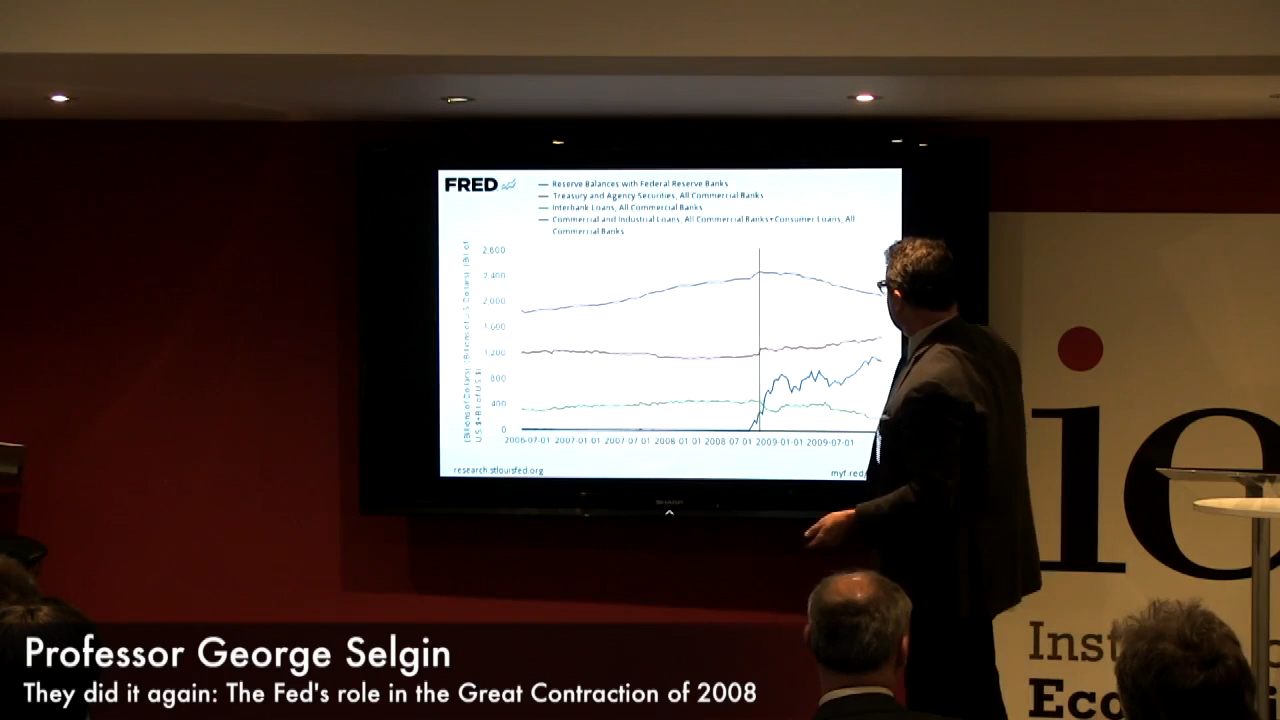 FRED
Reserve Balances with Federal Reserve Banks
Treasury and Agency Securities, All Commercial Banks
Interbank Loans, All Commercial Banks
Commercial and Industrial Loans, All Commercial Banks+Consumer Loans, All
Commercial Banks
2,800
2,400
2,000
1,600
1,200
800
400
0
2006-07-01 2007-01-01 2007-07-01 2008-01-01 2008-07-01 2009-01-01 2009-07-01
research.stlouisfed.org
myf.red/
SHARP
ie
Inst
Eco
Professor George Selgin
They did it again: The Fed's role in the Great Contraction of 2008